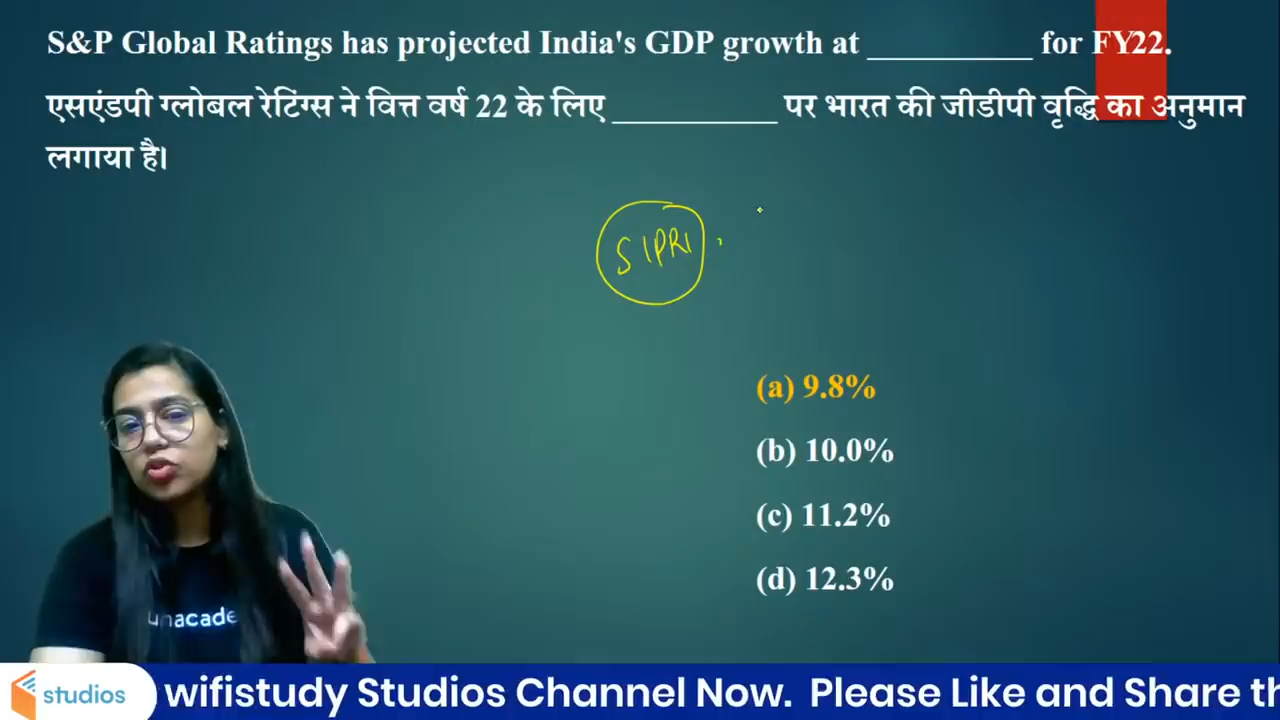 S&P Global Ratings has projected India's GDP growth at __________ for FY22.
एसएंडपी ग्लोबल रेटिंग्स ने वित्त वर्ष 22 के लिए __________ पर भारत की जीडीपी वृद्धि का अनुमान
लगाया है।
SIPRI
(a) 9.8%
(b) 10.0%
(c) 11.2%
(d) 12.3%
unacade
studios wifistudy Studios Channel Now. Please Like and Share th